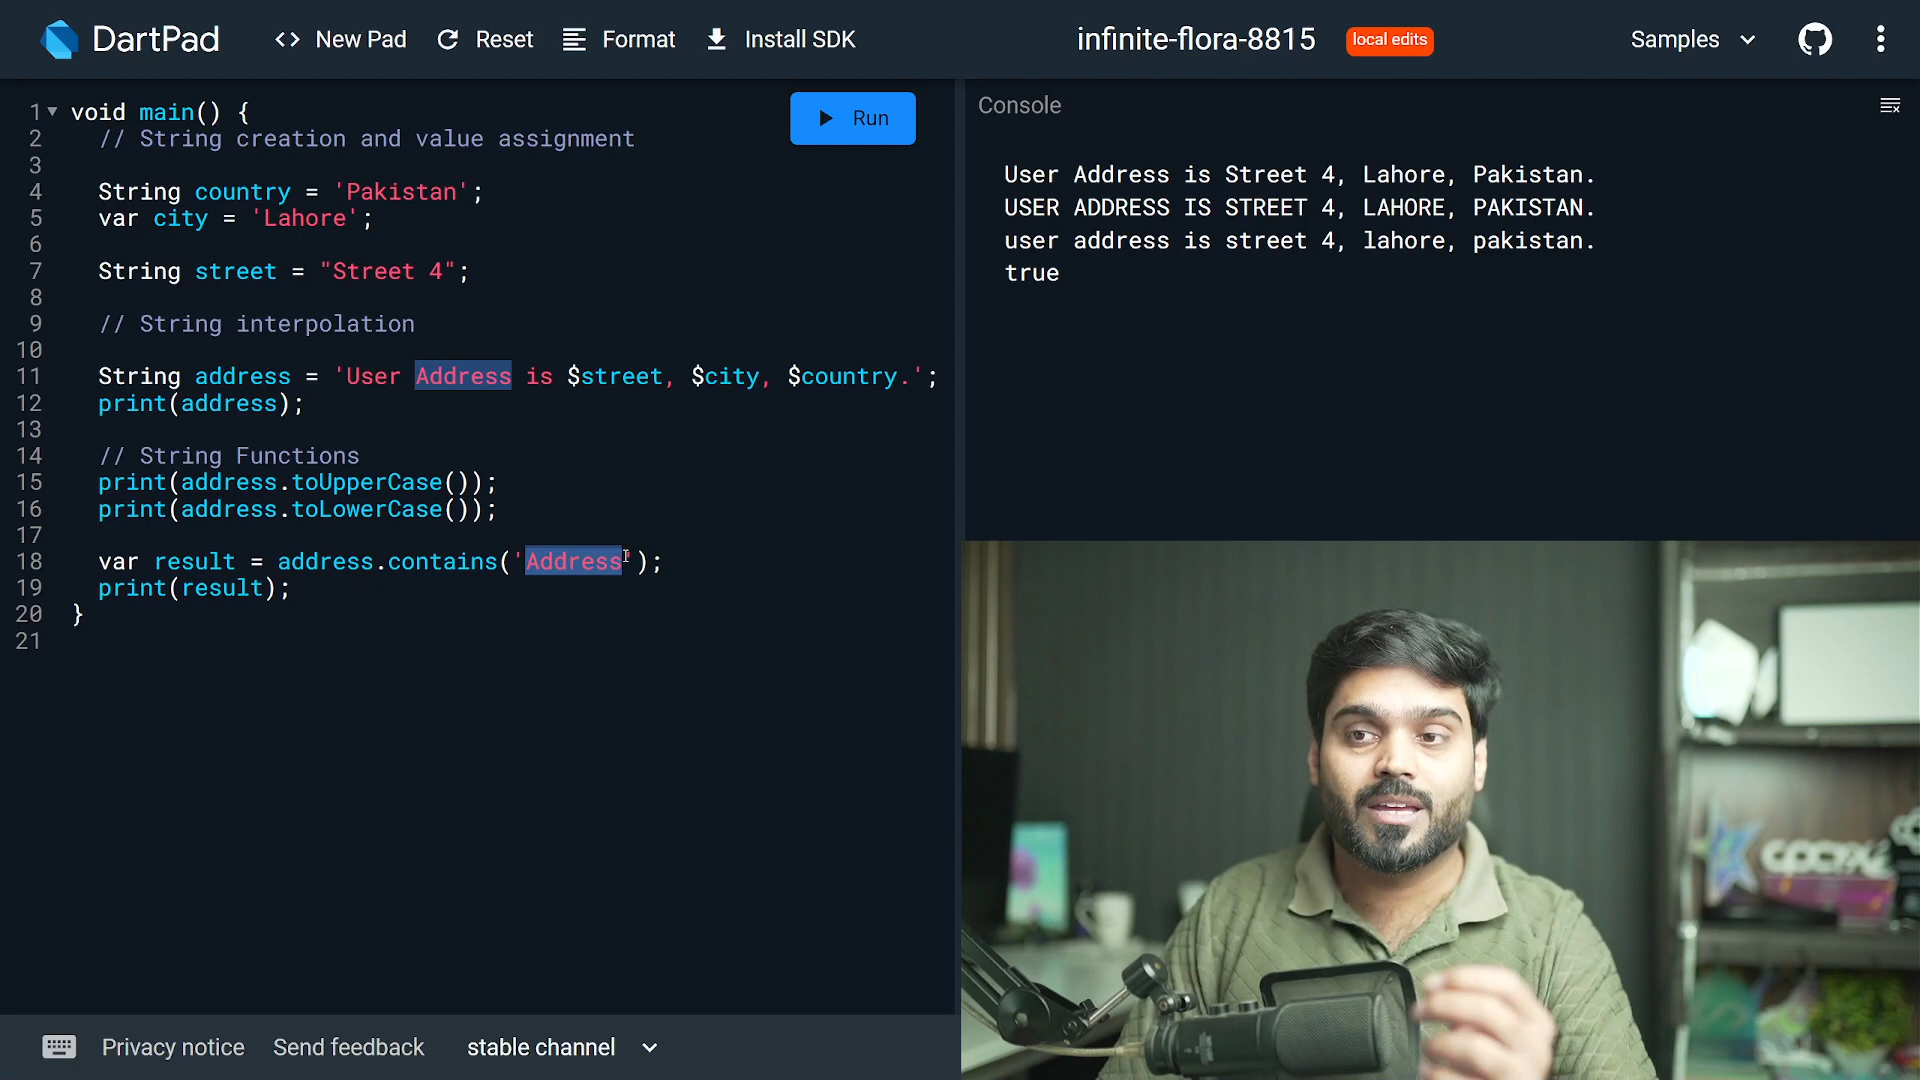 DartPad <> New Pad Reset Format Install SDK infinite-flora-8815 local edits Samples
1 void main() {
2 // String creation and value assignment
3
4 String country = 'Pakistan';
5 var city = 'Lahore';
6
7 String street = "Street 4";
8
9 // String interpolation
10
11 String address = 'User Address is $street, $city, $country.';
12 print(address);
13
14 // String Functions
15 print(address.toUpperCase());
16 print(address.toLowerCase());
17
18 var result = address.contains('Address');
19 print(result);
20 }
21
Run
Console
User Address is Street 4, Lahore, Pakistan.
USER ADDRESS IS STREET 4, LAHORE, PAKISTAN.
user address is street 4, lahore, pakistan.
true
Privacy notice Send feedback stable channel